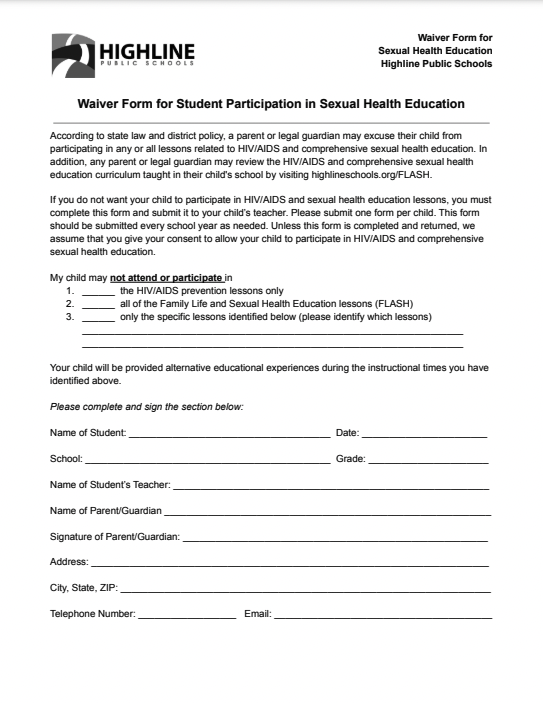 HIGHLINE
PUBLIC SCHOOLS
Waiver Form for
Sexual Health Education
Highline Public Schools
Waiver Form for Student Participation in Sexual Health Education
According to state law and district policy, a parent or legal guardian may excuse their child from
participating in any or all lessons related to HIV/AIDS and comprehensive sexual health education. In
addition, any parent or legal guardian may review the HIV/AIDS and comprehensive sexual health
education curriculum taught in their child's school by visiting highlineschools.org/FLASH.
If you do not want your child to participate in HIV/AIDS and sexual health education lessons, you must
complete this form and submit it to your child's teacher. Please submit one form per child. This form
should be submitted every school year as needed. Unless this form is completed and returned, we
assume that you give your consent to allow your child to participate in HIV/AIDS and comprehensive
sexual health education.
My child may not attend or participate in
1. ______ the HIV/AIDS prevention lessons only
2. ______ all of the Family Life and Sexual Health Education lessons (FLASH)
3. ______ only the specific lessons identified below (please identify which lessons)
Your child will be provided alternative educational experiences during the instructional times you have
identified above.
Please complete and sign the section below:
Name of Student: ______ Date: ______
School: ______ Grade: ______
Name of Student's Teacher: ______
Name of Parent/Guardian ______
Signature of Parent/Guardian: ______
Address: ______
City, State, ZIP: ______
Telephone Number: ______ Email: ______